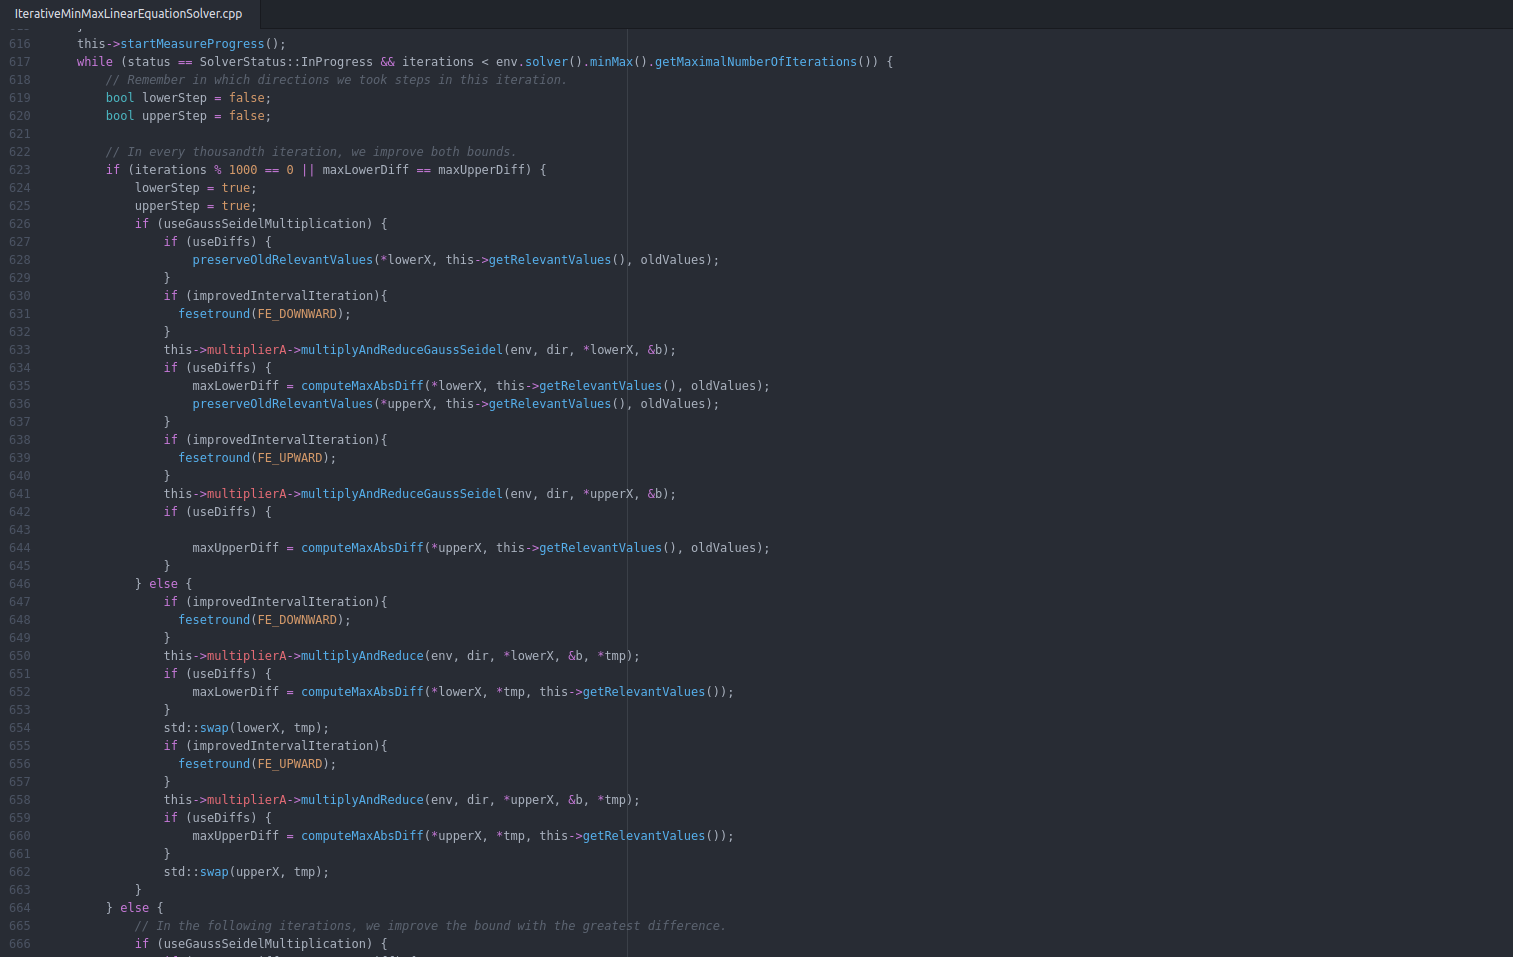 IterativeMinMaxLinearEquationSolver.cpp
616 this->startMeasureProgress();
617 while (status == SolverStatus::InProgress && iterations < env.solver().minMax().getMaximalNumberOfIterations()) {
618 // Remember in which directions we took steps in this iteration.
619 bool lowerStep = false;
620 bool upperStep = false;
621
622 // In every thousandth iteration, we improve both bounds.
623 if (iterations % 1000 == 0 || maxLowerDiff == maxUpperDiff) {
624 lowerStep = true;
625 upperStep = true;
626 if (useGaussSeidelMultiplication) {
627 if (useDiffs) {
628 preserveOldRelevantValues(*lowerX, this->getRelevantValues(), oldValues);
629 }
630 if (improvedIntervalIteration){
631 fesetround(FE_DOWNWARD);
632 }
633 this->multiplierA->multiplyAndReduceGaussSeidel(env, dir, *lowerX, &b);
634 if (useDiffs) {
635 maxLowerDiff = computeMaxAbsDiff(*lowerX, this->getRelevantValues(), oldValues);
636 preserveOldRelevantValues(*upperX, this->getRelevantValues(), oldValues);
637 }
638 if (improvedIntervalIteration){
639 fesetround(FE_UPWARD);
640 }
641 this->multiplierA->multiplyAndReduceGaussSeidel(env, dir, *upperX, &b);
642 if (useDiffs) {
643
644 maxUpperDiff = computeMaxAbsDiff(*upperX, this->getRelevantValues(), oldValues);
645 }
646 } else {
647 if (improvedIntervalIteration){
648 fesetround(FE_DOWNWARD);
649 }
650 this->multiplierA->multiplyAndReduce(env, dir, *lowerX, &b, *tmp);
651 if (useDiffs) {
652 maxLowerDiff = computeMaxAbsDiff(*lowerX, *tmp, this->getRelevantValues());
653 }
654 std::swap(lowerX, tmp);
655 if (improvedIntervalIteration){
656 fesetround(FE_UPWARD);
657 }
658 this->multiplierA->multiplyAndReduce(env, dir, *upperX, &b, *tmp);
659 if (useDiffs) {
660 maxUpperDiff = computeMaxAbsDiff(*upperX, *tmp, this->getRelevantValues());
661 }
662 std::swap(upperX, tmp);
663 }
664 } else {
665 // In the following iterations, we improve the bound with the greatest difference.
666 if (useGaussSeidelMultiplication) {